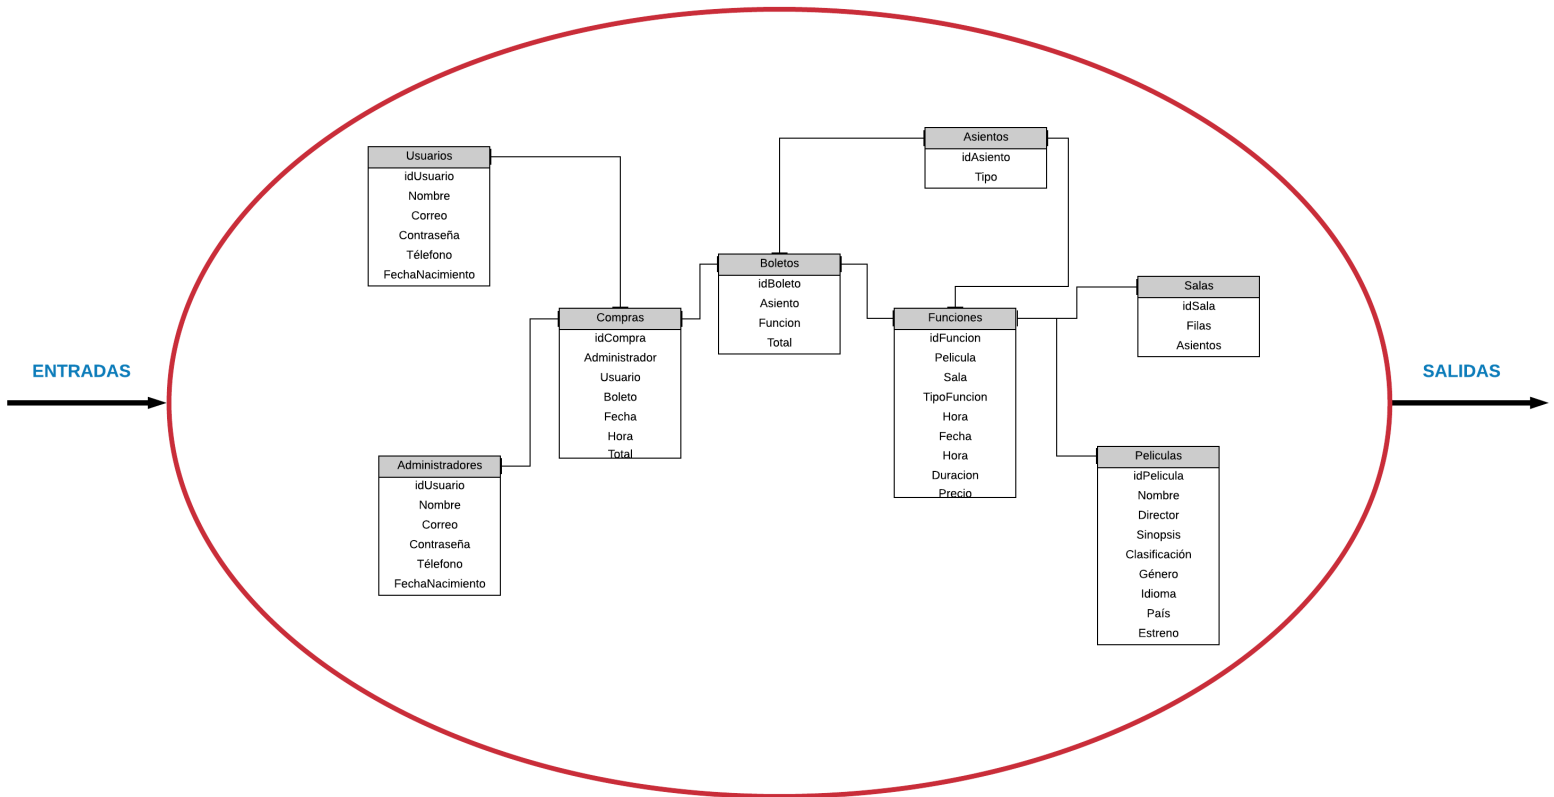 ENTRADAS
Usuarios
idUsuario
Nombre
Correo
Contraseña
Télefono
FechaNacimiento
Administradores
idUsuario
Nombre
Correo
Contraseña
Télefono
FechaNacimiento
Compras
idCompra
Administrador
Usuario
Boleto
Fecha
Hora
Total
Boletos
idBoleto
Asiento
Funcion
Total
Asientos
idAsiento
Tipo
Funciones
idFuncion
Pelicula
Sala
TipoFuncion
Hora
Fecha
Hora
Duracion
Precio
Salas
idSala
Filas
Asientos
Peliculas
idPelicula
Nombre
Director
Sinopsis
Clasificación
Género
Idioma
País
Estreno
SALIDAS